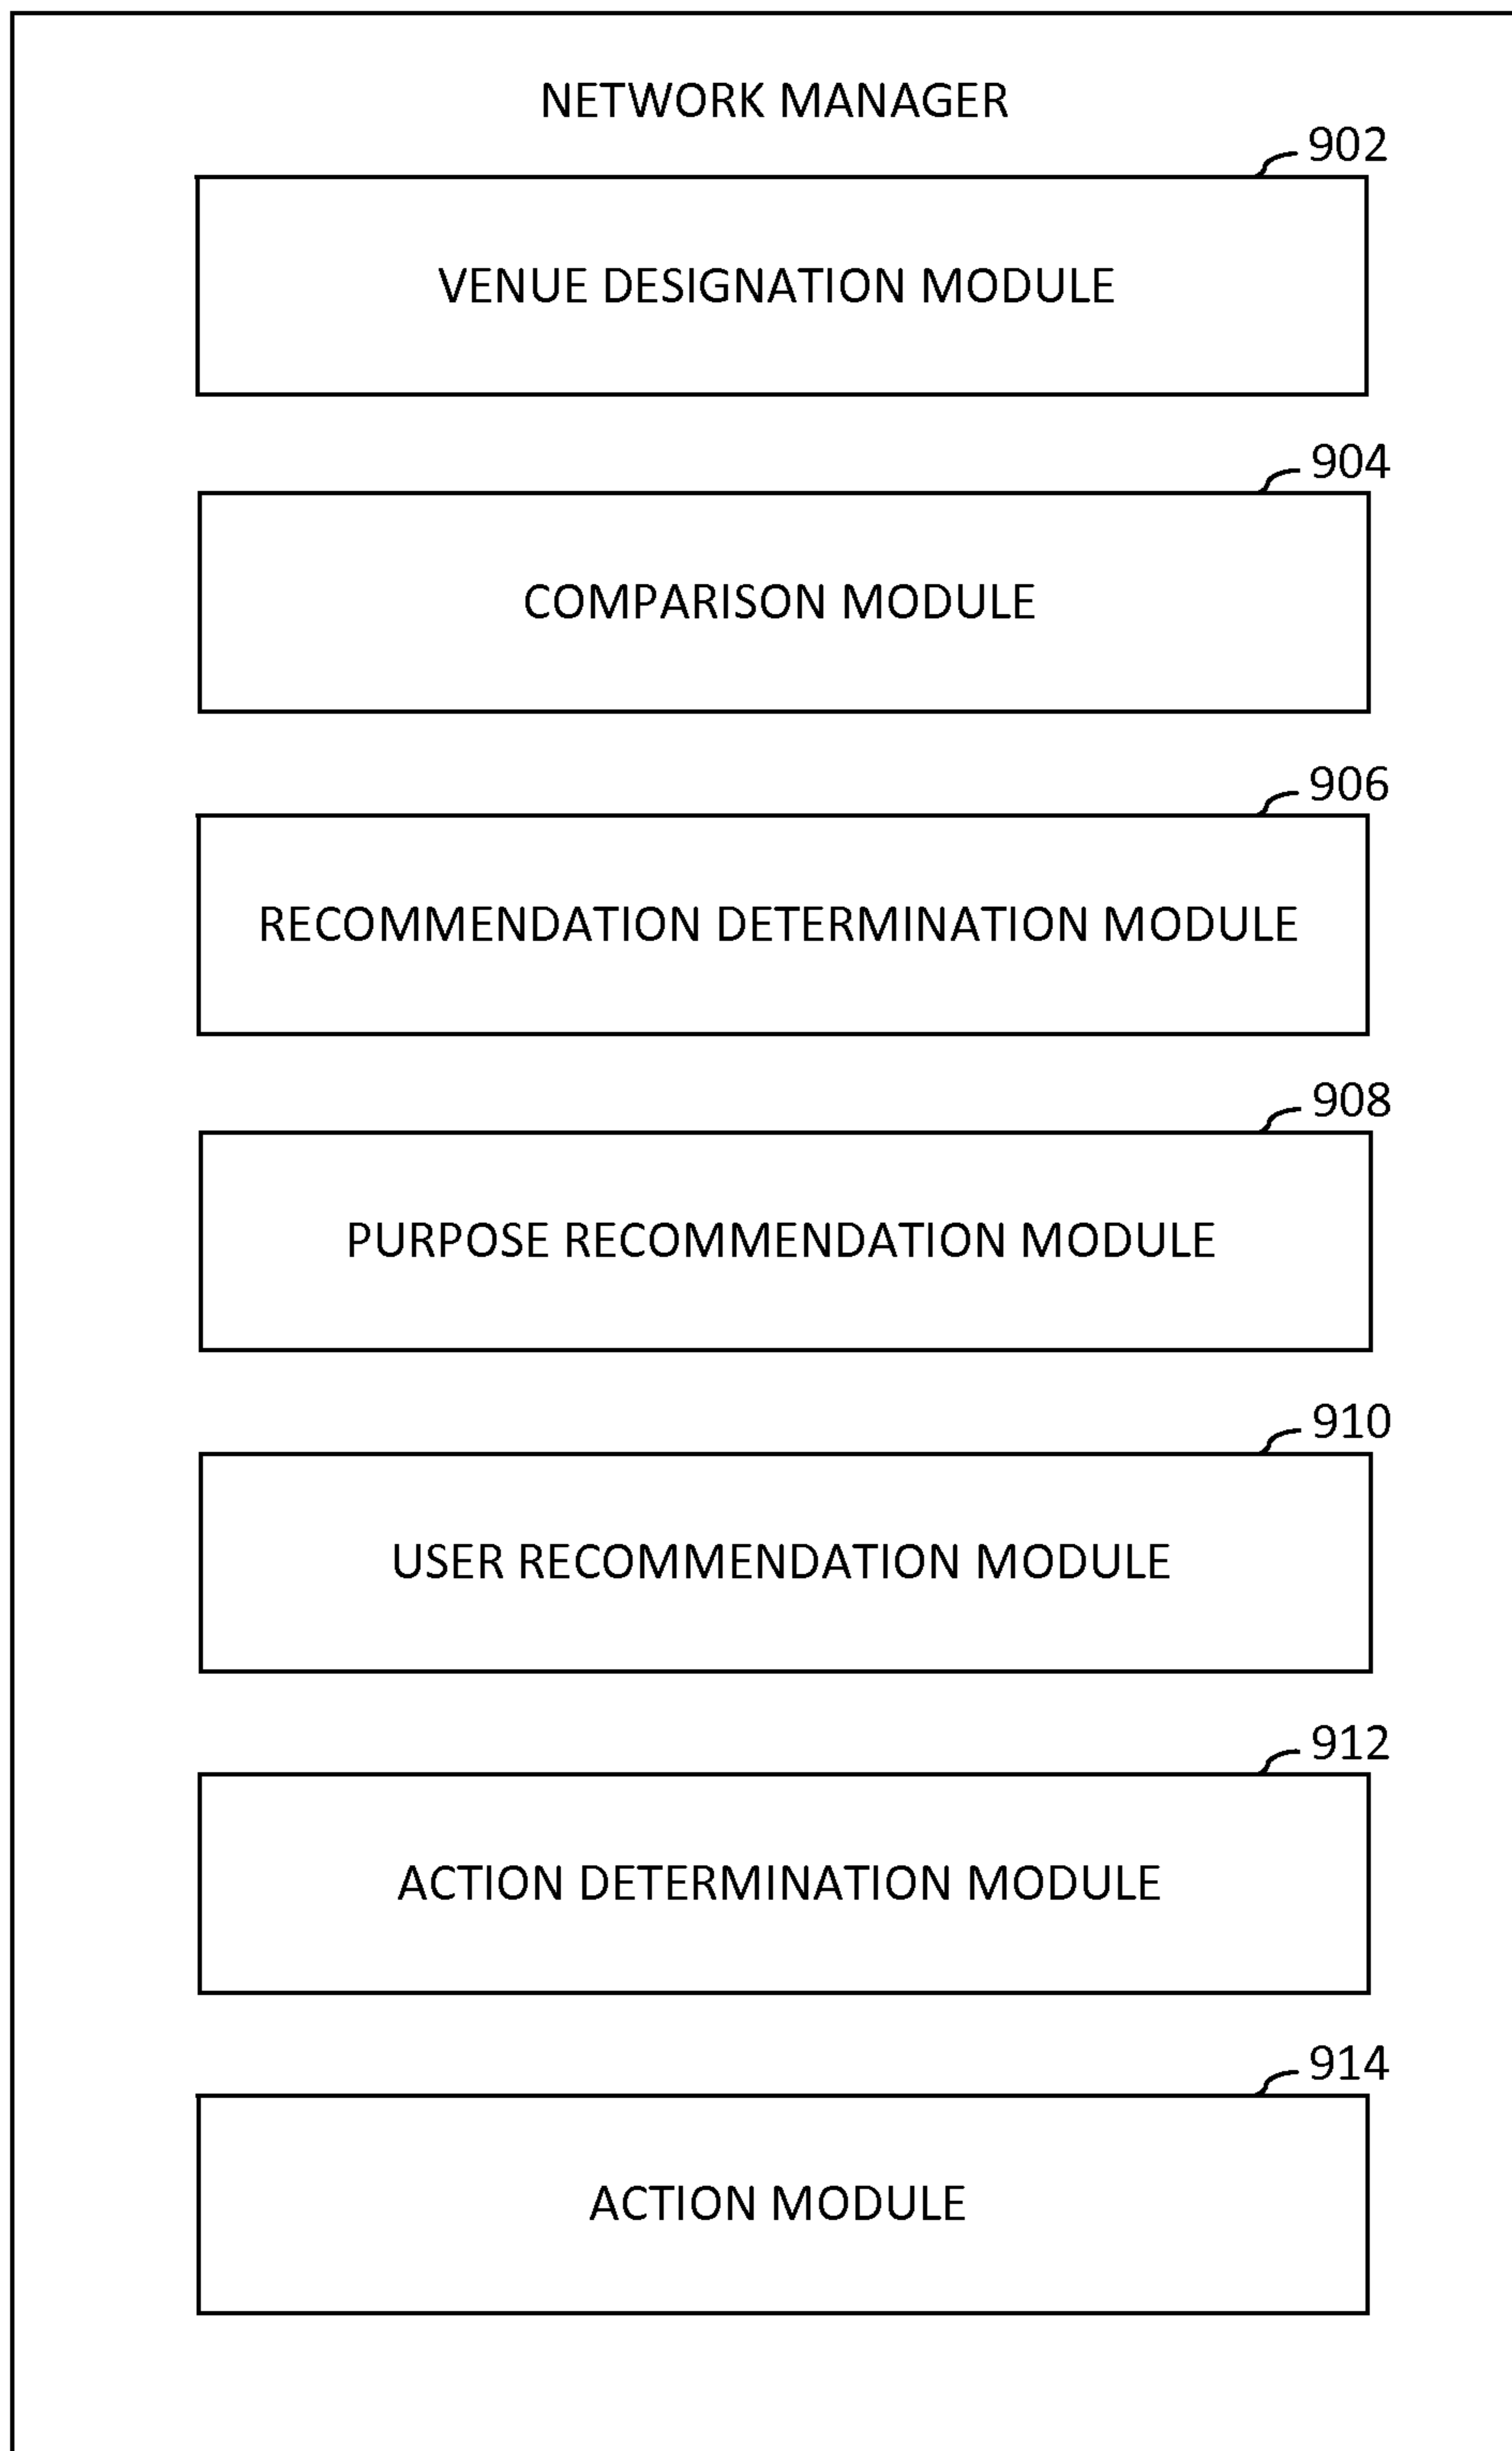 NETWORK MANAGER
902
VENUE DESIGNATION MODULE
904
COMPARISON MODULE
906
RECOMMENDATION DETERMINATION MODULE
908
PURPOSE RECOMMENDATION MODULE
910
USER RECOMMENDATION MODULE
912
ACTION DETERMINATION MODULE
914
ACTION MODULE